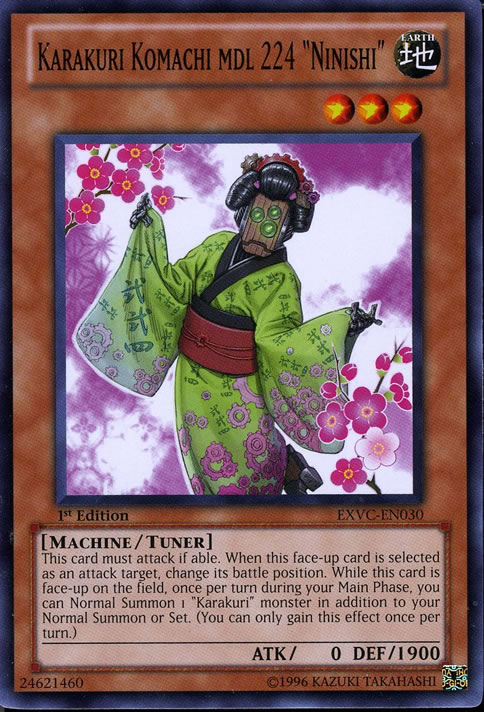 KARAKURI KOMACHI MDL 224 "NINISHI"
EARTH
地
弐弐四
1st Edition
EXVC-EN030
[MACHINE / TUNER]
This card must attack if able. When this face-up card is selected
as an attack target, change its battle position. While this card is
face-up on the field, once per turn during your Main Phase, you
can Normal Summon 1 "Karakuri" monster in addition to your
Normal Summon or Set. (You can only gain this effect once per
turn.)
ATK/ 0 DEF/1900
24621460
©1996 KAZUKI TAKAHASHI